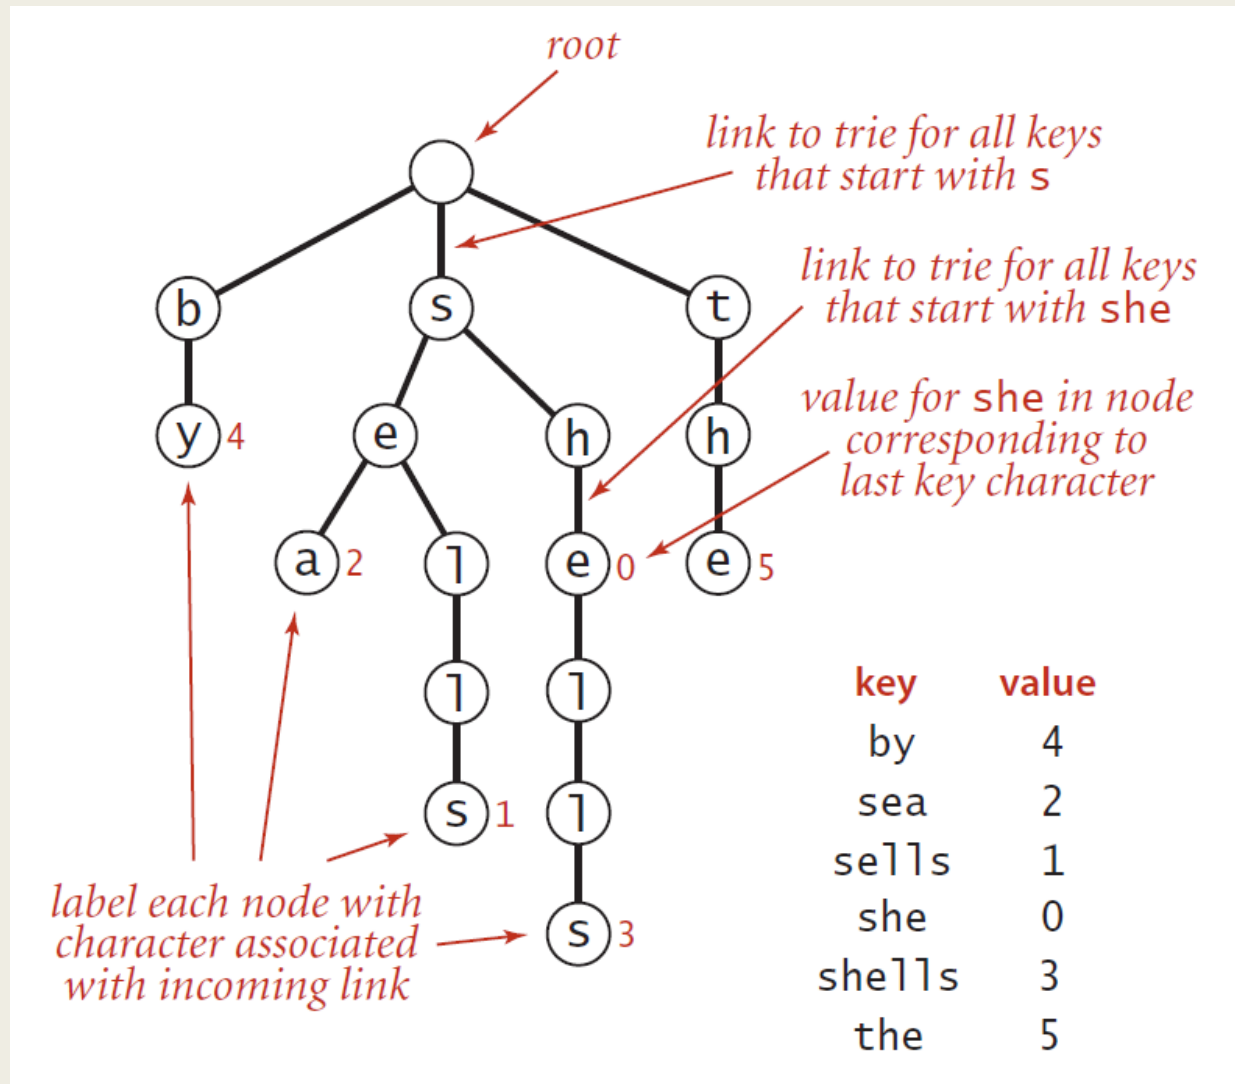 root
link to trie for all keys
that start with s
link to trie for all keys
that start with she
b
s
t
value for she in node
corresponding to
last key character
y 4
e
h
h
a 2
l
e 0
e 5
l
l
key value
by 4
s 1
l
sea 2
sells 1
label each node with
character associated
with incoming link
s 3
she 0
shells 3
the 5